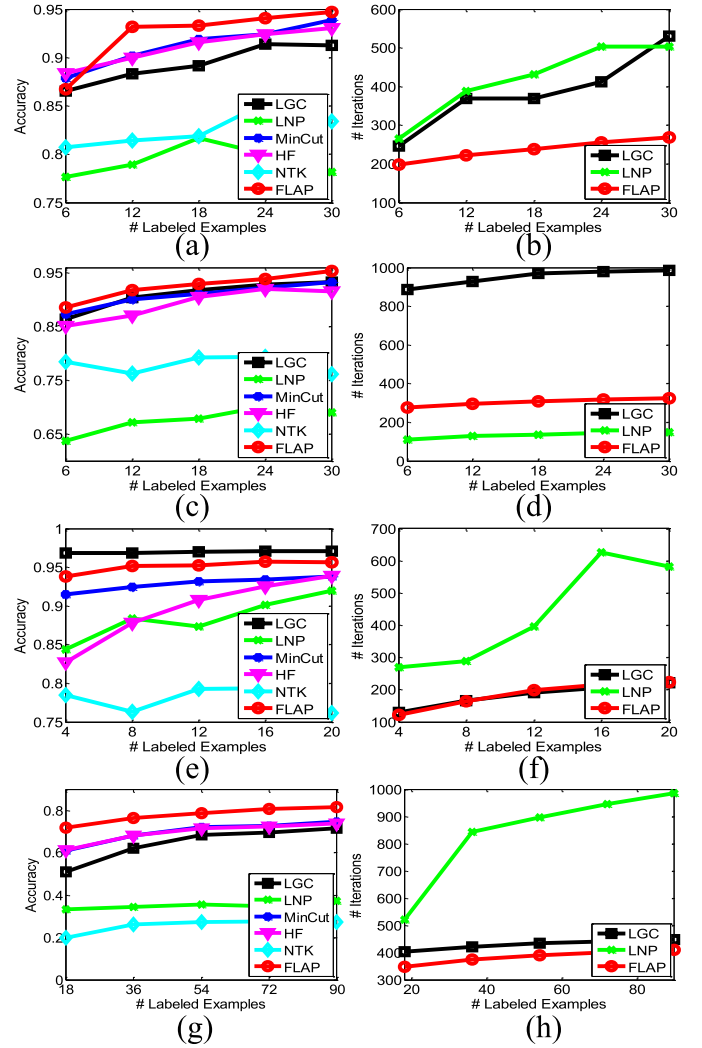 0.95
0.9
0.85
0.8
0.75
Accuracy
6 12 18 24 30
# Labeled Examples
LGC
LNP
MinCut
HF
NTK
FLAP
(a)
600
500
400
300
200
100
# Iterations
6 12 18 24 30
# Labeled Examples
LGC
LNP
FLAP
(b)
0.95
0.85
0.75
0.65
Accuracy
6 12 18 24 30
# Labeled Examples
LGC
LNP
MinCut
HF
NTK
FLAP
(c)
1000
800
600
400
200
0
# Iterations
6 12 18 24 30
# Labeled Examples
LGC
LNP
FLAP
(d)
1
0.95
0.9
0.85
0.8
0.75
Accuracy
4 8 12 16 20
# Labeled Examples
LGC
LNP
MinCut
HF
NTK
FLAP
(e)
700
600
500
400
300
200
100
# Iterations
4 8 12 16 20
# Labeled Examples
LGC
LNP
FLAP
(f)
0.8
0.6
0.4
0.2
0
Accuracy
18 36 54 72 90
# Labeled Examples
LGC
LNP
MinCut
HF
NTK
FLAP
(g)
1000
900
800
700
600
500
400
300
# Iterations
20 40 60 80
# Labeled Examples
LGC
LNP
FLAP
(h)